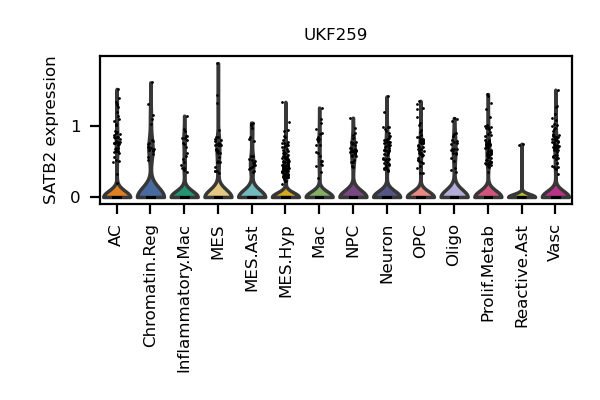 UKF259
SATB2 expression
1
0
AC
Chromatin.Reg
Inflammatory.Mac
MES
MES.Ast
MES.Hyp
Mac
NPC
Neuron
OPC
Oligo
Prolif.Metab
Reactive.Ast
Vasc